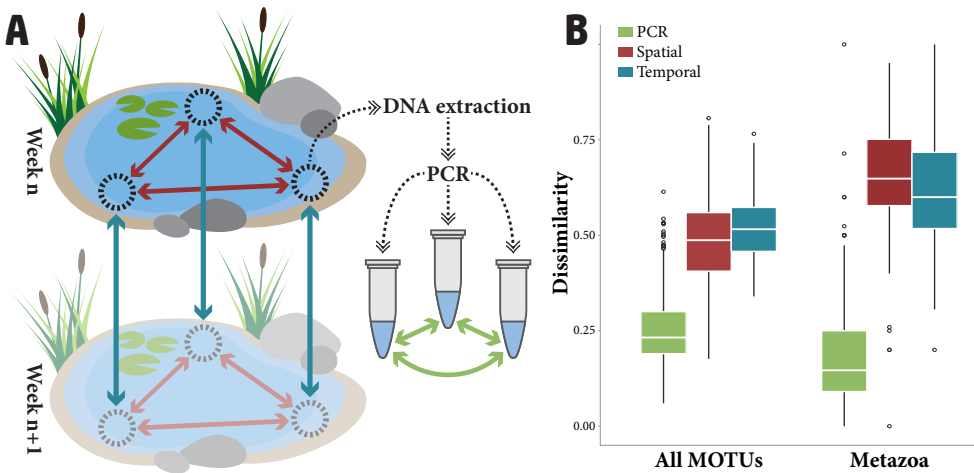 A
Week n
Week n+1
DNA extraction
PCR
B
PCR
Spatial
Temporal
Dissimilarity
0.75
0.50
0.25
0.00
All MOTUs
Metazoa